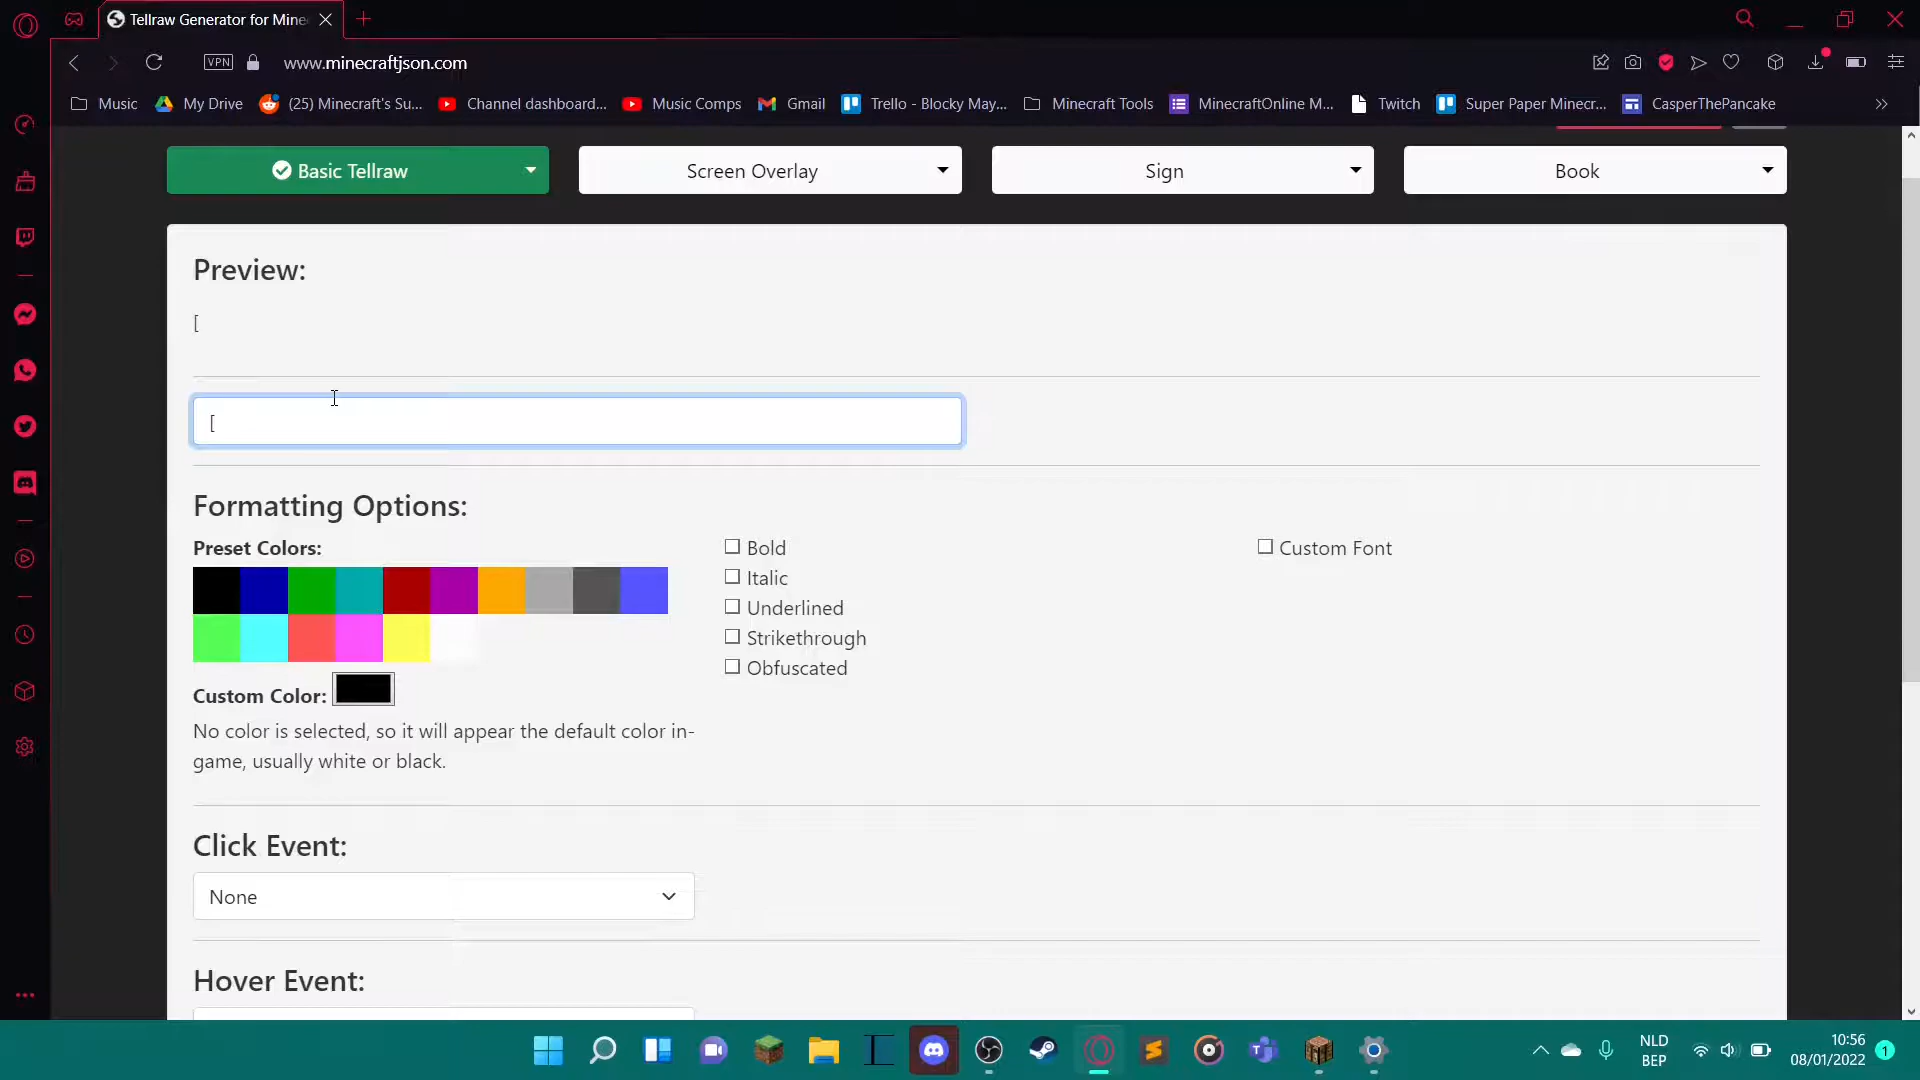 Tellraw Generator for Mine
VPN
www.minecraftjson.com
Music
My Drive
(25) Minecraft's Su...
Channel dashboard...
Music Comps
Gmail
Trello - Blocky May...
Minecraft Tools
MinecraftOnline M...
Twitch
Super Paper Minecr...
CasperThePancake
Basic Tellraw
Screen Overlay
Sign
Book
Preview:
[
[
Formatting Options:
Preset Colors:
Bold
Italic
Underlined
Strikethrough
Obfuscated
Custom Font
Custom Color:
No color is selected, so it will appear the default color in-
game, usually white or black.
Click Event:
None
Hover Event:
NLD
BEP
10:56
08/01/2022
1